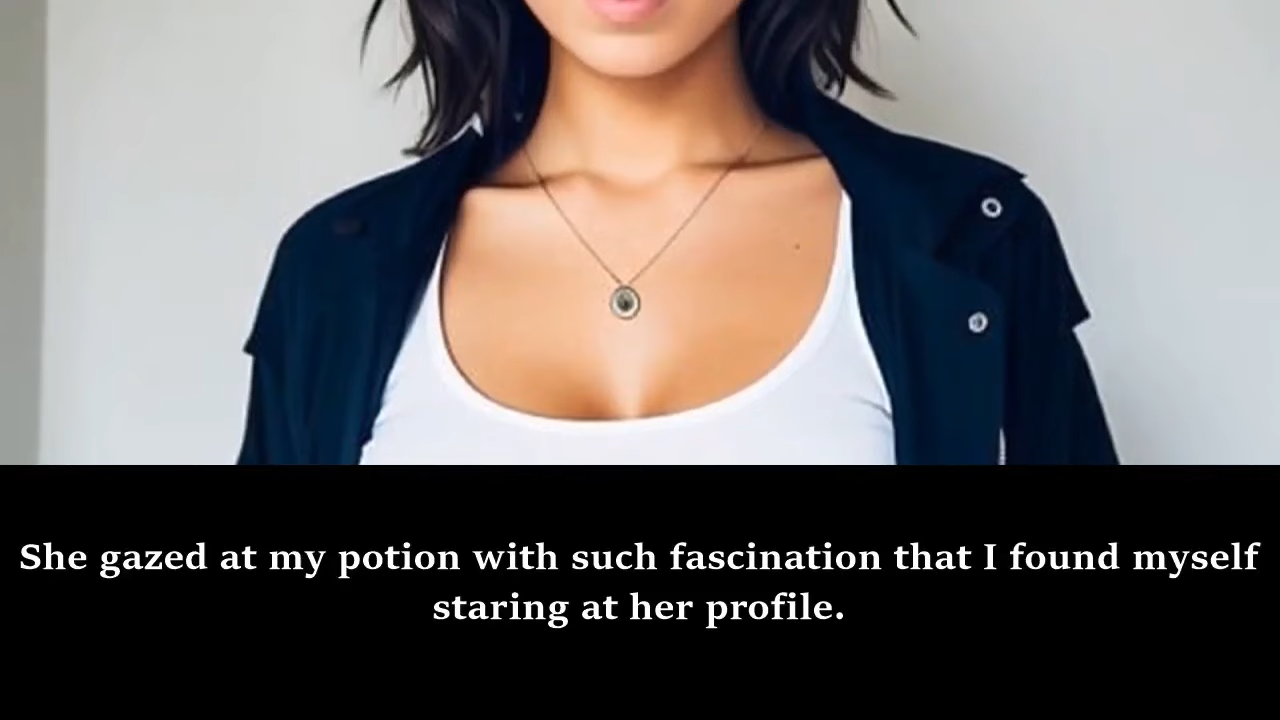 She gazed at my potion with such fascination that I found myself
staring at her profile.